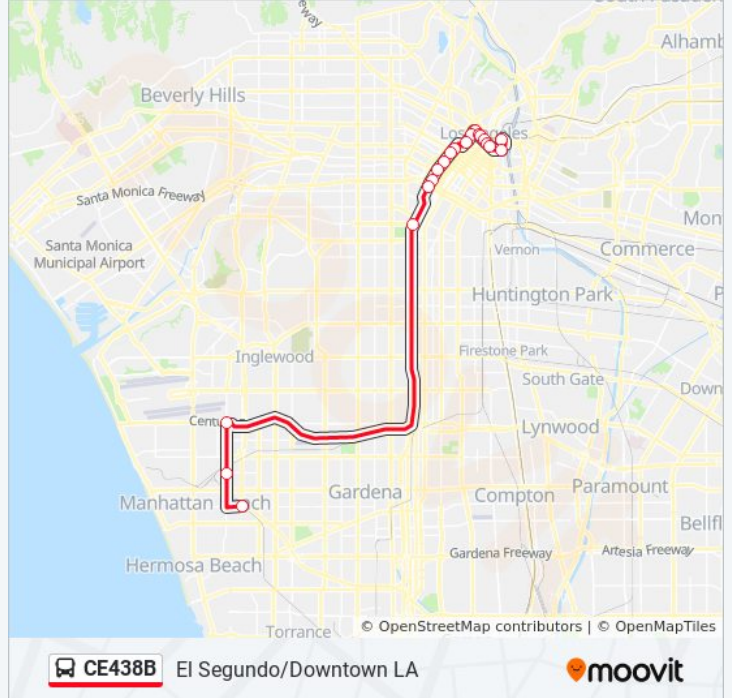 Alhamb
Beverly Hills
Los Angeles
Santa Monica Freeway
Mon
Santa Monica
Municipal Airport
Vernon
Commerce
Huntington Park
Inglewood
Firestone Park
South Gate
Down
Lynwood
Gardena
Compton
Paramount
Manhattan Beach
Bellfl
Gardena Freeway
Artesia Freeway
Hermosa Beach
Torrance
© OpenStreetMap contributors | © OpenMapTiles
CE438B
El Segundo/Downtown LA
moovit